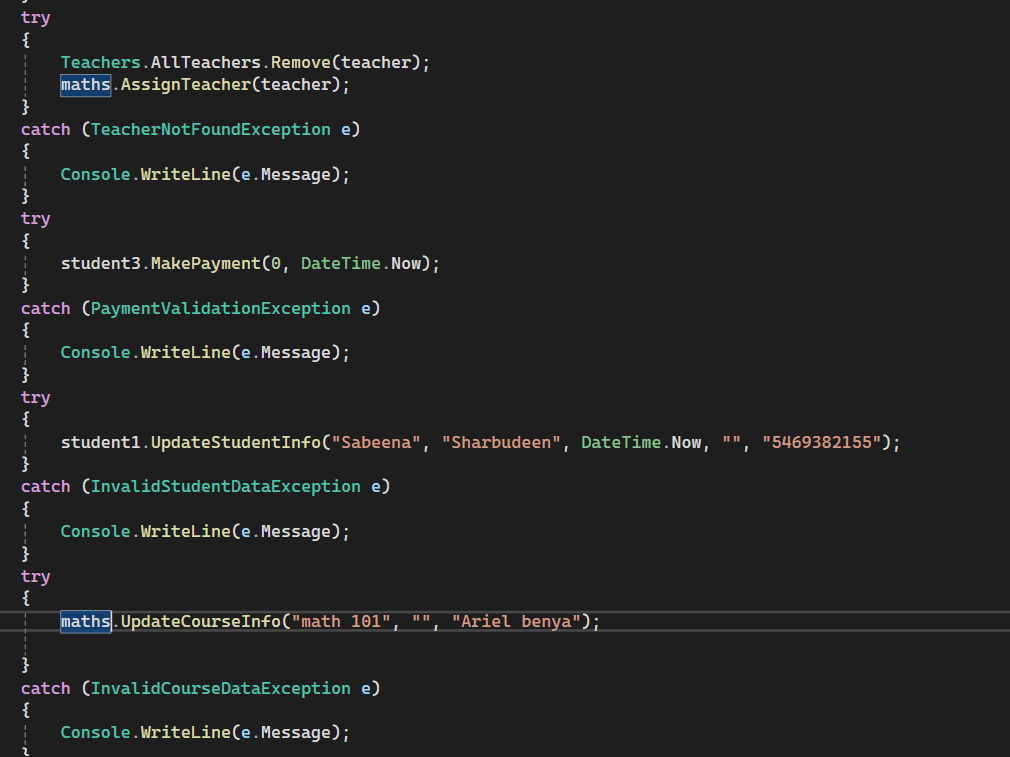 try
{
    Teachers.AllTeachers.Remove(teacher);
    maths.AssignTeacher(teacher);
}
catch (TeacherNotFoundException e)
{
    Console.WriteLine(e.Message);
}
try
{
    student3.MakePayment(0, DateTime.Now);
}
catch (PaymentValidationException e)
{
    Console.WriteLine(e.Message);
}
try
{
    student1.UpdateStudentInfo("Sabeena", "Sharbudeen", DateTime.Now, "", "5469382155");
}
catch (InvalidStudentDataException e)
{
    Console.WriteLine(e.Message);
}
try
{
    maths.UpdateCourseInfo("math 101", "", "Ariel benya");
}
catch (InvalidCourseDataException e)
{
    Console.WriteLine(e.Message);
}